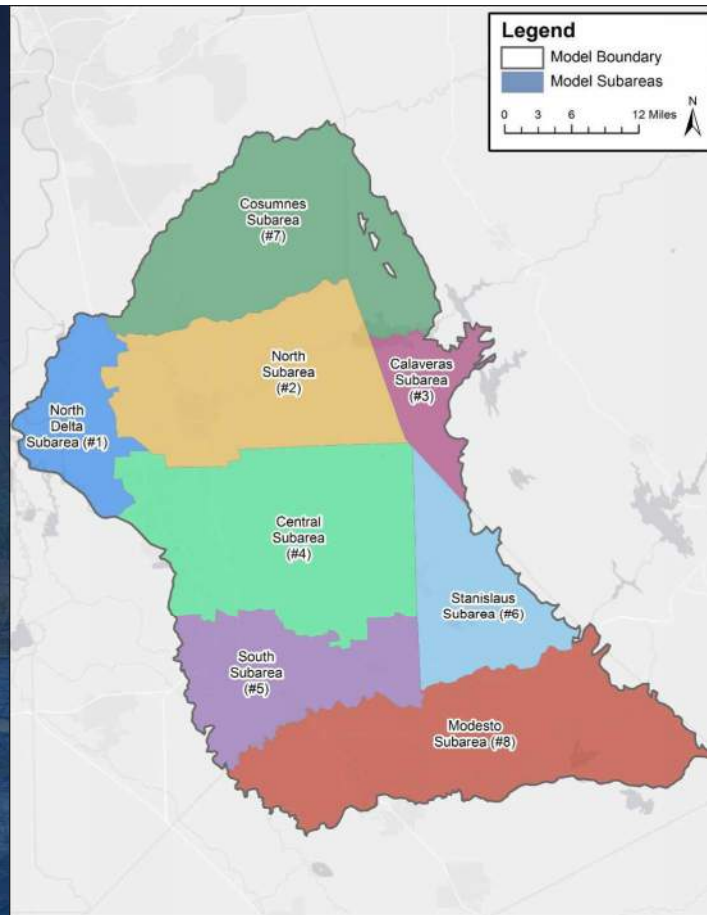 Legend
Model Boundary
Model Subareas
0 3 6 12 Miles
N
Cosumnes
Subarea
(#7)
North
Subarea
(#2)
Calaveras
Subarea
(#3)
North
Delta
Subarea (#1)
Central
Subarea
(#4)
Stanislaus
Subarea (#6)
South
Subarea
(#5)
Modesto
Subarea (#8)